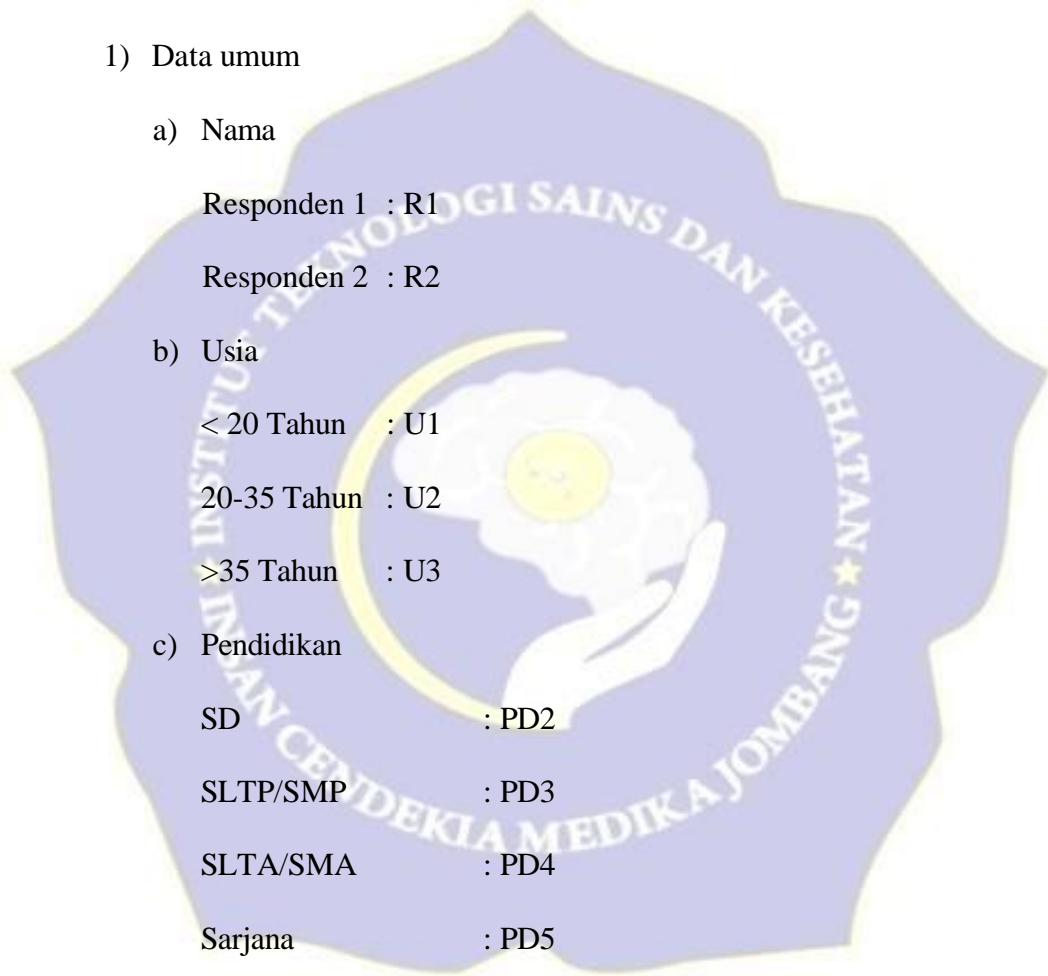 1) Data umum
a) Nama
Responden 1 : R1
Responden 2 : R2
b) Usia
< 20 Tahun : U1
20-35 Tahun : U2
>35 Tahun : U3
c) Pendidikan
SD : PD2
SLTP/SMP : PD3
SLTA/SMA : PD4
Sarjana : PD5
INSTITUT TEKNOLOGI SAINS DAN KESEHATAN
INSAN CENDEKIA MEDIKA JOMBANG